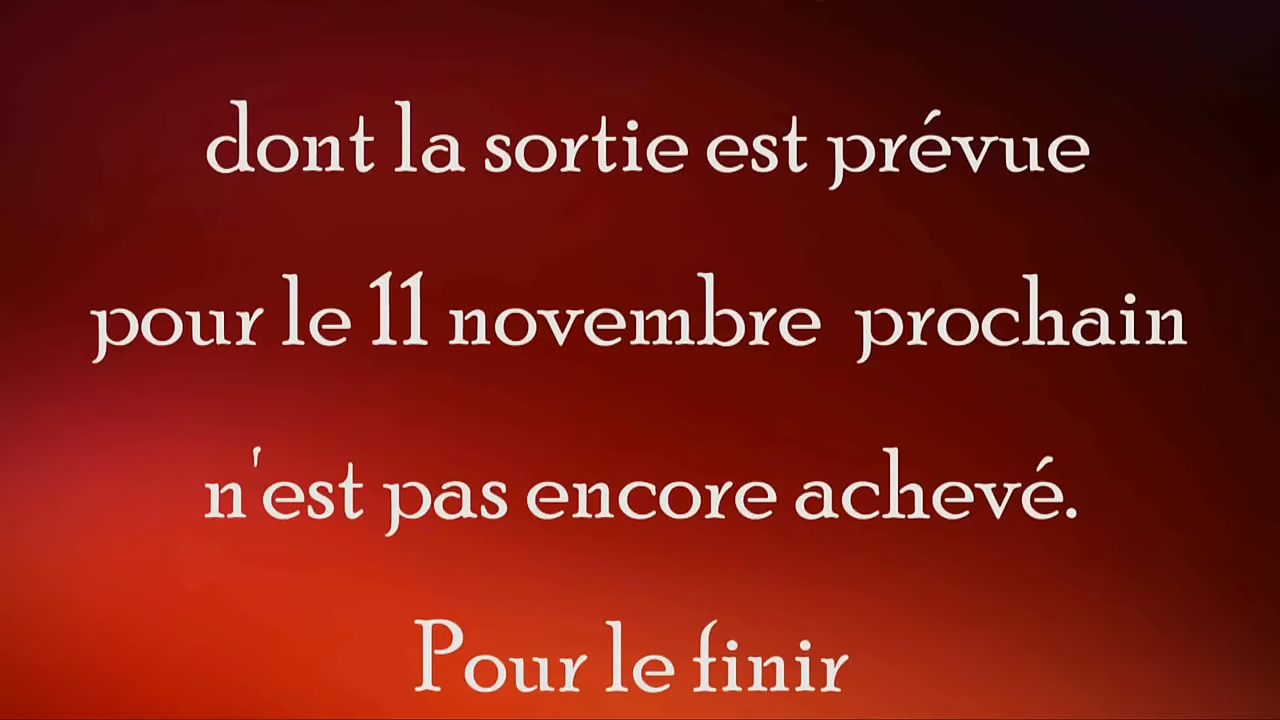 dont la sortie est prévue
pour le 11 novembre prochain
n'est pas encore achevé.
Pour le finir